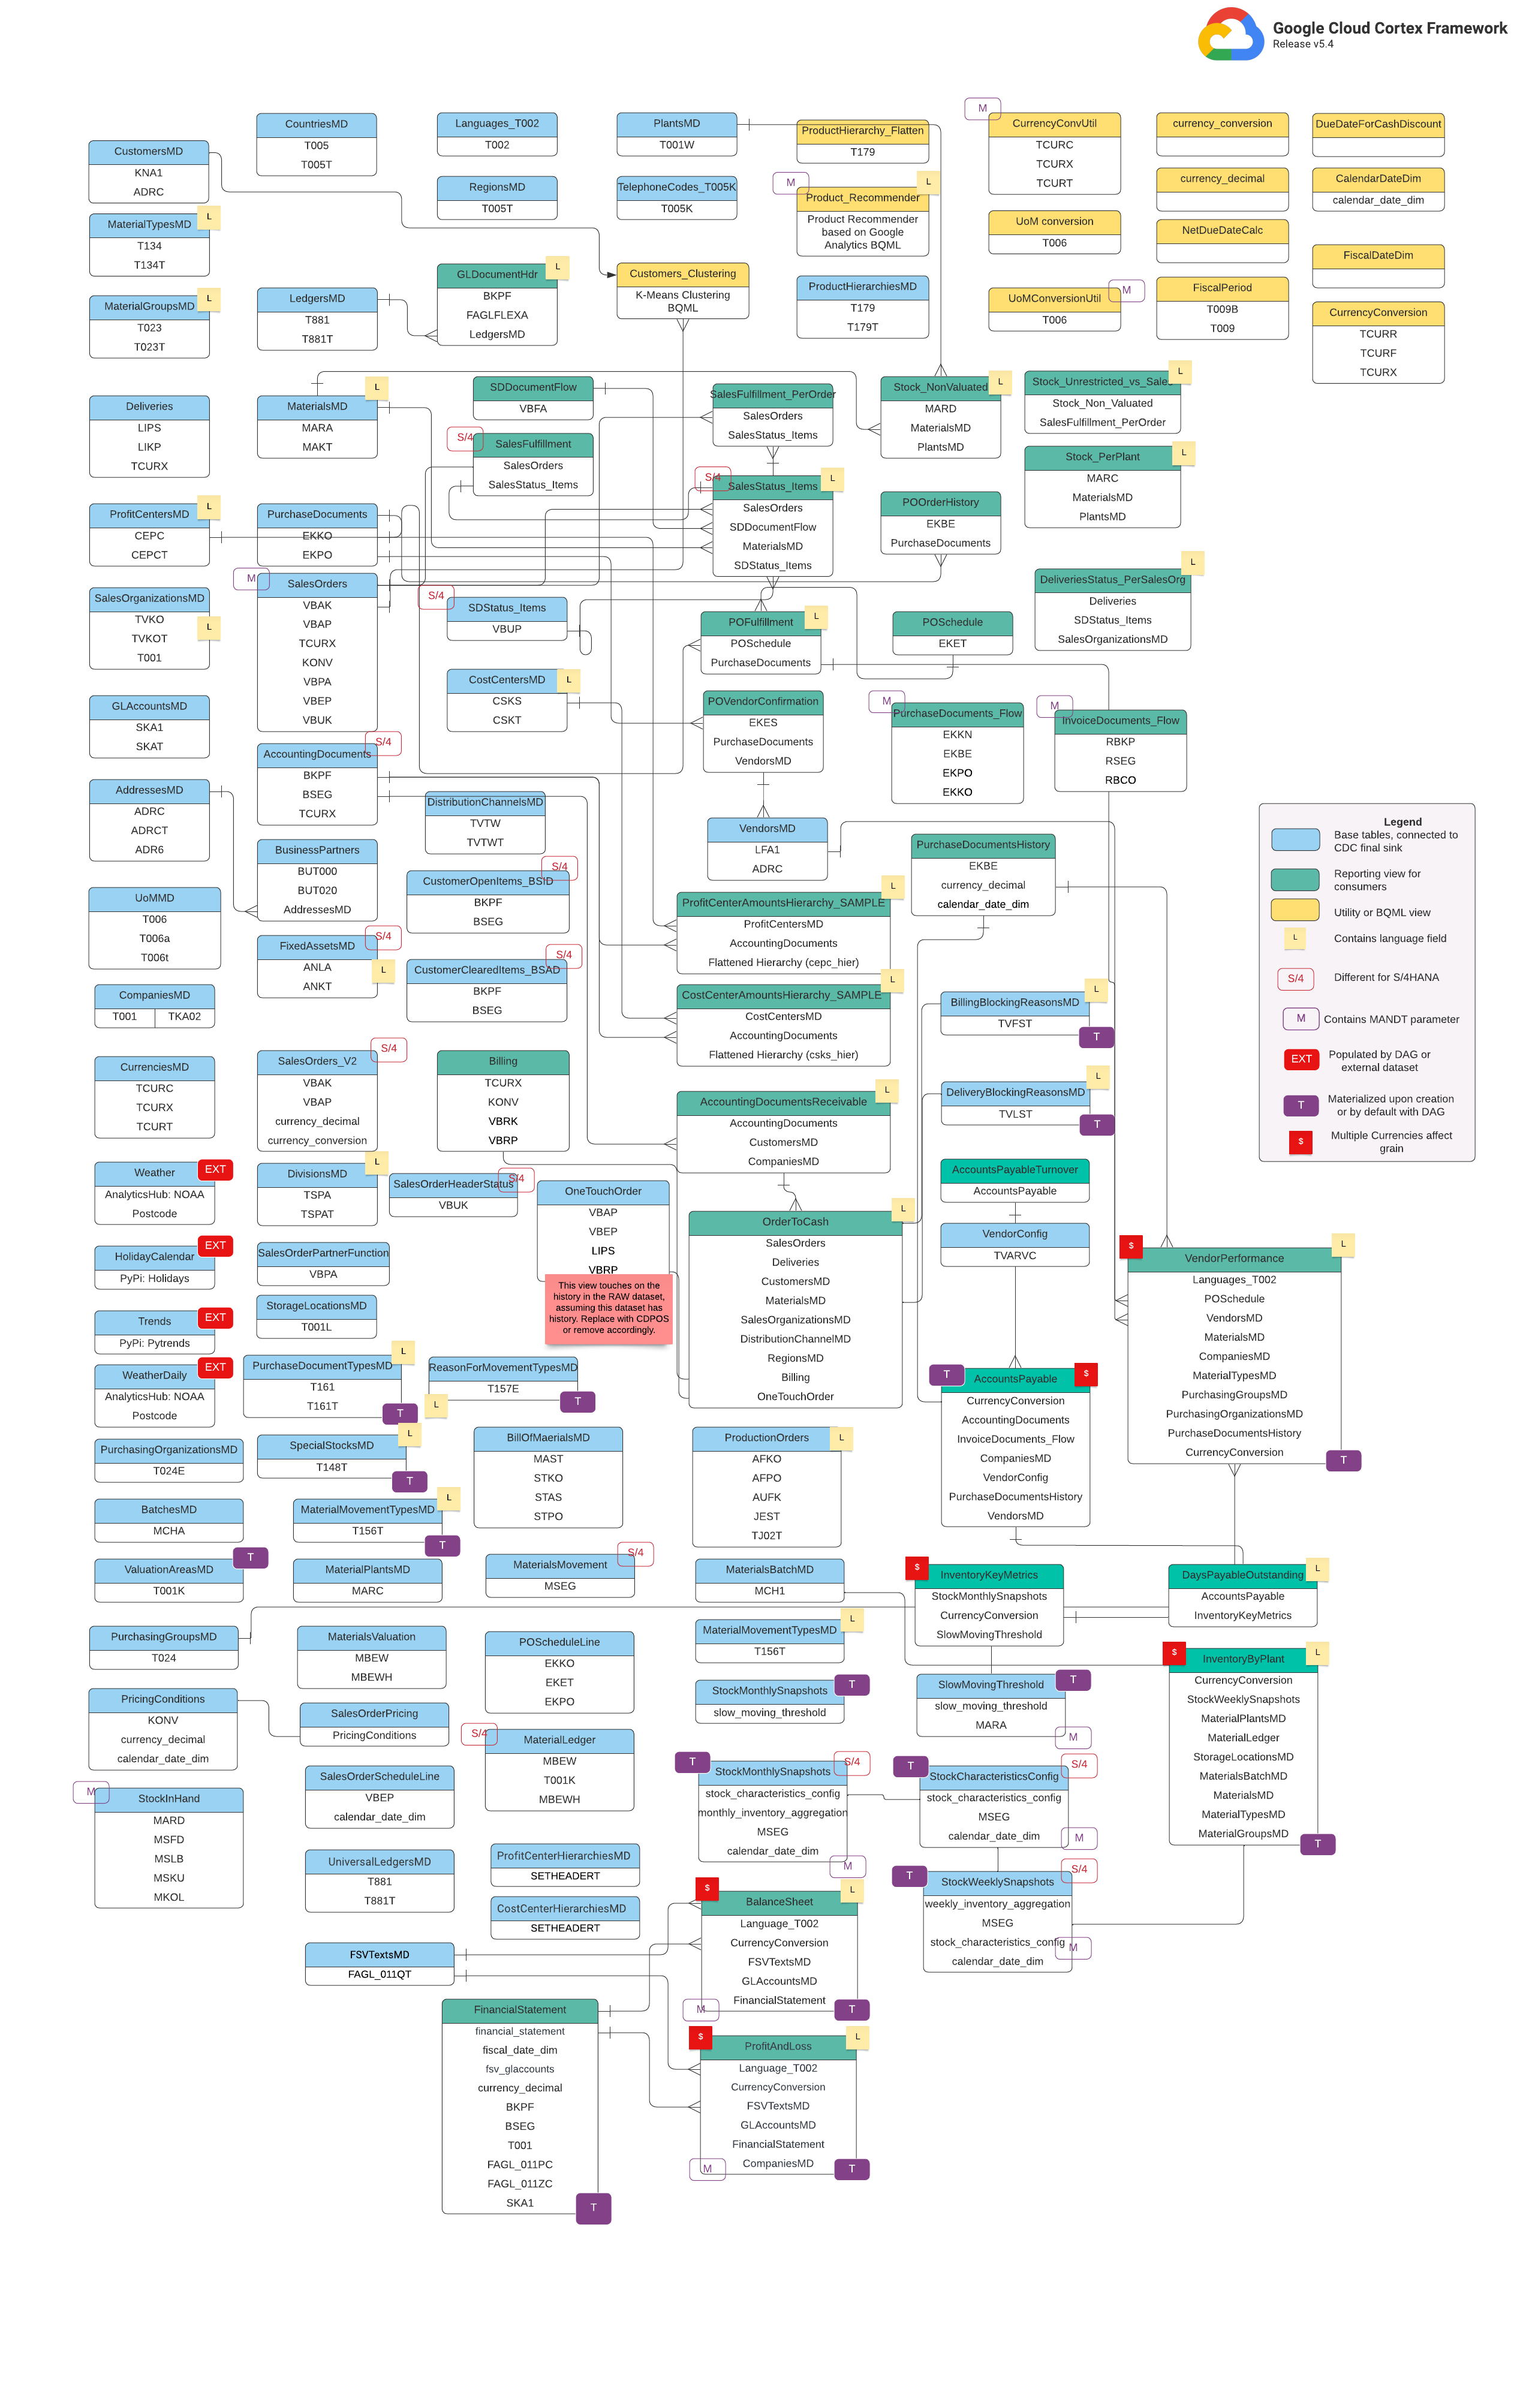 Google Cloud Cortex Framework
Release v5.4
CustomersMD
KNA1
ADRC
CountriesMD
T005
T005T
Languages_T002
T002
PlantsMD
T001W
ProductHierarchy_Flatten
T179
M
CurrencyConvUtil
TCURC
TCURX
TCURT
currency_conversion
DueDateForCashDiscount
RegionsMD
T005T
TelephoneCodes_T005K
T005K
M
L
Product_Recommender
Product Recommender
based on Google
Analytics BQML
currency_decimal
CalendarDateDim
calendar_date_dim
MaterialTypesMD
L
T134
T134T
UoM conversion
T006
NetDueDateCalc
FiscalDateDim
GLDocumentHdr
L
BKPF
FAGLFLEXA
LedgersMD
Customers_Clustering
K-Means Clustering
BQML
ProductHierarchiesMD
T179
T179T
UoMConversionUtil
M
T006
FiscalPeriod
T009B
T009
CurrencyConversion
TCURR
TCURF
TCURX
MaterialGroupsMD
L
T023
T023T
LedgersMD
T881
T881T
Deliveries
LIPS
LIKP
TCURX
MaterialsMD
L
MARA
MAKT
SDDocumentFlow
VBFA
SalesFulfillment_PerOrder
SalesOrders
SalesStatus_Items
Stock_NonValuated
L
MARD
MaterialsMD
PlantsMD
Stock_Unrestricted_vs_Sales
L
Stock_Non_Valuated
SalesFulfillment_PerOrder
S/4
SalesFulfillment
SalesOrders
SalesStatus_Items
Stock_PerPlant
L
MARC
MaterialsMD
PlantsMD
S/4
SalesStatus_Items
L
SalesOrders
SDDocumentFlow
MaterialsMD
SDStatus_Items
POOrderHistory
EKBE
PurchaseDocuments
ProfitCentersMD
L
CEPC
CEPCT
PurchaseDocuments
EKKO
EKPO
M
SalesOrders
VBAK
VBAP
TCURX
KONV
VBPA
VBEP
VBUK
SalesOrganizationsMD
L
TVKO
TVKOT
T001
S/4
SDStatus_Items
VBUP
POFulfillment
L
POSchedule
PurchaseDocuments
POSchedule
EKET
DeliveriesStatus_PerSalesOrg
L
Deliveries
SDStatus_Items
SalesOrganizationsMD
CostCentersMD
L
CSKS
CSKT
GLAccountsMD
SKA1
SKAT
POVendorConfirmation
EKES
PurchaseDocuments
VendorsMD
M
PurchaseDocuments_Flow
EKKN
EKBE
EKPO
EKKO
M
InvoiceDocuments_Flow
RBKP
RSEG
RBCO
AccountingDocuments
S/4
BKPF
BSEG
TCURX
AddressesMD
ADRC
ADRCT
ADR6
DistributionChannelsMD
TVTW
TVTWT
VendorsMD
LFA1
ADRC
PurchaseDocumentsHistory
EKBE
currency_decimal
calendar_date_dim
Legend
Base tables, connected to
CDC final sink
Reporting view for
consumers
Utility or BQML view
L
Contains language field
S/4
Different for S/4HANA
M
Contains MANDT parameter
EXT
Populated by DAG or
external dataset
T
Materialized upon creation
or by default with DAG
$
Multiple Currencies affect
grain
BusinessPartners
BUT000
BUT020
AddressesMD
CustomerOpenItems_BSID
S/4
BKPF
BSEG
UoMMD
T006
T006a
T006t
ProfitCenterAmountsHierarchy_SAMPLE
L
ProfitCentersMD
AccountingDocuments
Flattened Hierarchy (cepc_hier)
FixedAssetsMD
S/4
L
ANLA
ANKT
CustomerClearedItems_BSAD
S/4
BKPF
BSEG
CompaniesMD
T001
TKA02
CostCenterAmountsHierarchy_SAMPLE
L
CostCentersMD
AccountingDocuments
Flattened Hierarchy (csks_hier)
BillingBlockingReasonsMD
L
TVFST
T
CurrenciesMD
TCURC
TCURX
TCURT
SalesOrders_V2
S/4
VBAK
VBAP
currency_decimal
currency_conversion
Billing
TCURX
KONV
VBRK
VBRP
AccountingDocumentsReceivable
L
AccountingDocuments
CustomersMD
CompaniesMD
DeliveryBlockingReasonsMD
L
TVLST
T
Weather
EXT
AnalyticsHub: NOAA
Postcode
DivisionsMD
L
TSPA
TSPAT
SalesOrderHeaderStatus
S/4
VBUK
OneTouchOrder
VBAP
VBEP
LIPS
VBRP
This view touches on the
history in the RAW dataset,
assuming this dataset has
history. Replace with CDPOS
or remove accordingly.
AccountsPayableTurnover
AccountsPayable
OrderToCash
L
SalesOrders
Deliveries
CustomersMD
MaterialsMD
SalesOrganizationsMD
DistributionChannelMD
RegionsMD
Billing
OneTouchOrder
VendorConfig
TVARVC
HolidayCalendar
EXT
PyPi: Holidays
SalesOrderPartnerFunction
VBPA
$
VendorPerformance
L
Languages_T002
POSchedule
VendorsMD
MaterialsMD
CompaniesMD
MaterialTypesMD
PurchasingGroupsMD
PurchasingOrganizationsMD
PurchaseDocumentsHistory
CurrencyConversion
T
Trends
EXT
PyPi: Pytrends
StorageLocationsMD
T001L
WeatherDaily
EXT
AnalyticsHub: NOAA
Postcode
PurchaseDocumentTypesMD
L
T161
T161T
T
ReasonForMovementTypesMD
T157E
L
T
T
AccountsPayable
$
CurrencyConversion
AccountingDocuments
InvoiceDocuments_Flow
CompaniesMD
VendorConfig
PurchaseDocumentsHistory
VendorsMD
PurchasingOrganizationsMD
T024E
SpecialStocksMD
L
T148T
T
BillOfMaerialsMD
MAST
STKO
STAS
STPO
ProductionOrders
L
AFKO
AFPO
AUFK
JEST
TJ02T
BatchesMD
MCHA
MaterialMovementTypesMD
L
T156T
T
ValuationAreasMD
T
T001K
MaterialPlantsMD
MARC
MaterialsMovement
S/4
MSEG
MaterialsBatchMD
MCH1
$
InventoryKeyMetrics
StockMonthlySnapshots
CurrencyConversion
SlowMovingThreshold
DaysPayableOutstanding
L
AccountsPayable
InventoryKeyMetrics
PurchasingGroupsMD
T024
MaterialsValuation
MBEW
MBEWH
POScheduleLine
EKKO
EKET
EKPO
MaterialMovementTypesMD
L
T156T
$
InventoryByPlant
L
CurrencyConversion
StockWeeklySnapshots
MaterialPlantsMD
MaterialLedger
StorageLocationsMD
MaterialsBatchMD
MaterialsMD
MaterialTypesMD
MaterialGroupsMD
T
StockMonthlySnapshots
T
slow_moving_threshold
SlowMovingThreshold
T
slow_moving_threshold
MARA
M
PricingConditions
KONV
currency_decimal
calendar_date_dim
SalesOrderPricing
PricingConditions
S/4
MaterialLedger
MBEW
T001K
MBEWH
M
StockInHand
MARD
MSFD
MSLB
MSKU
MKOL
SalesOrderScheduleLine
VBEP
calendar_date_dim
T
StockMonthlySnapshots
S/4
stock_characteristics_config
monthly_inventory_aggregation
MSEG
calendar_date_dim
M
T
StockCharacteristicsConfig
S/4
stock_characteristics_config
MSEG
calendar_date_dim
M
UniversalLedgersMD
T881
T881T
ProfitCenterHierarchiesMD
SETHEADERT
CostCenterHierarchiesMD
SETHEADERT
T
StockWeeklySnapshots
S/4
weekly_inventory_aggregation
MSEG
stock_characteristics_config
M
calendar_date_dim
$
BalanceSheet
L
Language_T002
CurrencyConversion
FSVTextsMD
GLAccountsMD
FinancialStatement
M
T
FSVTextsMD
FAGL_011QT
FinancialStatement
financial_statement
fiscal_date_dim
fsv_glaccounts
currency_decimal
BKPF
BSEG
T001
FAGL_011PC
FAGL_011ZC
SKA1
T
$
ProfitAndLoss
L
Language_T002
CurrencyConversion
FSVTextsMD
GLAccountsMD
FinancialStatement
CompaniesMD
M
T